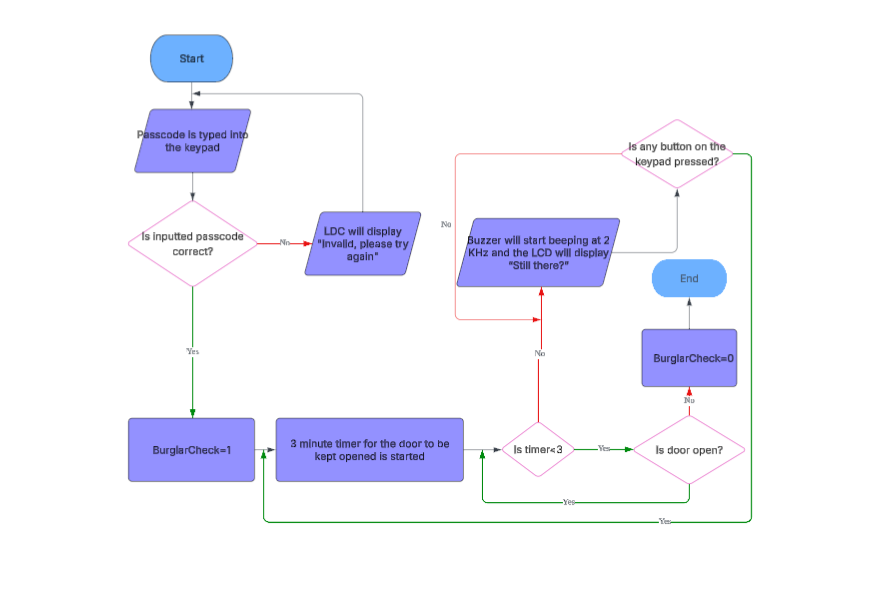 Start
Passcode is typed into
the keypad
Is inputted passcode
correct?
No
LDC will display
"Invalid, please try
again"
Yes
BurglarCheck=1
3 minute timer for the door to be
kept opened is started
Is timer<3
No
Buzzer will start beeping at 2
KHz and the LCD will display
"Still there?"
Is any button on the
keypad pressed?
No
Yes
Yes
Is door open?
Yes
No
BurglarCheck=0
End